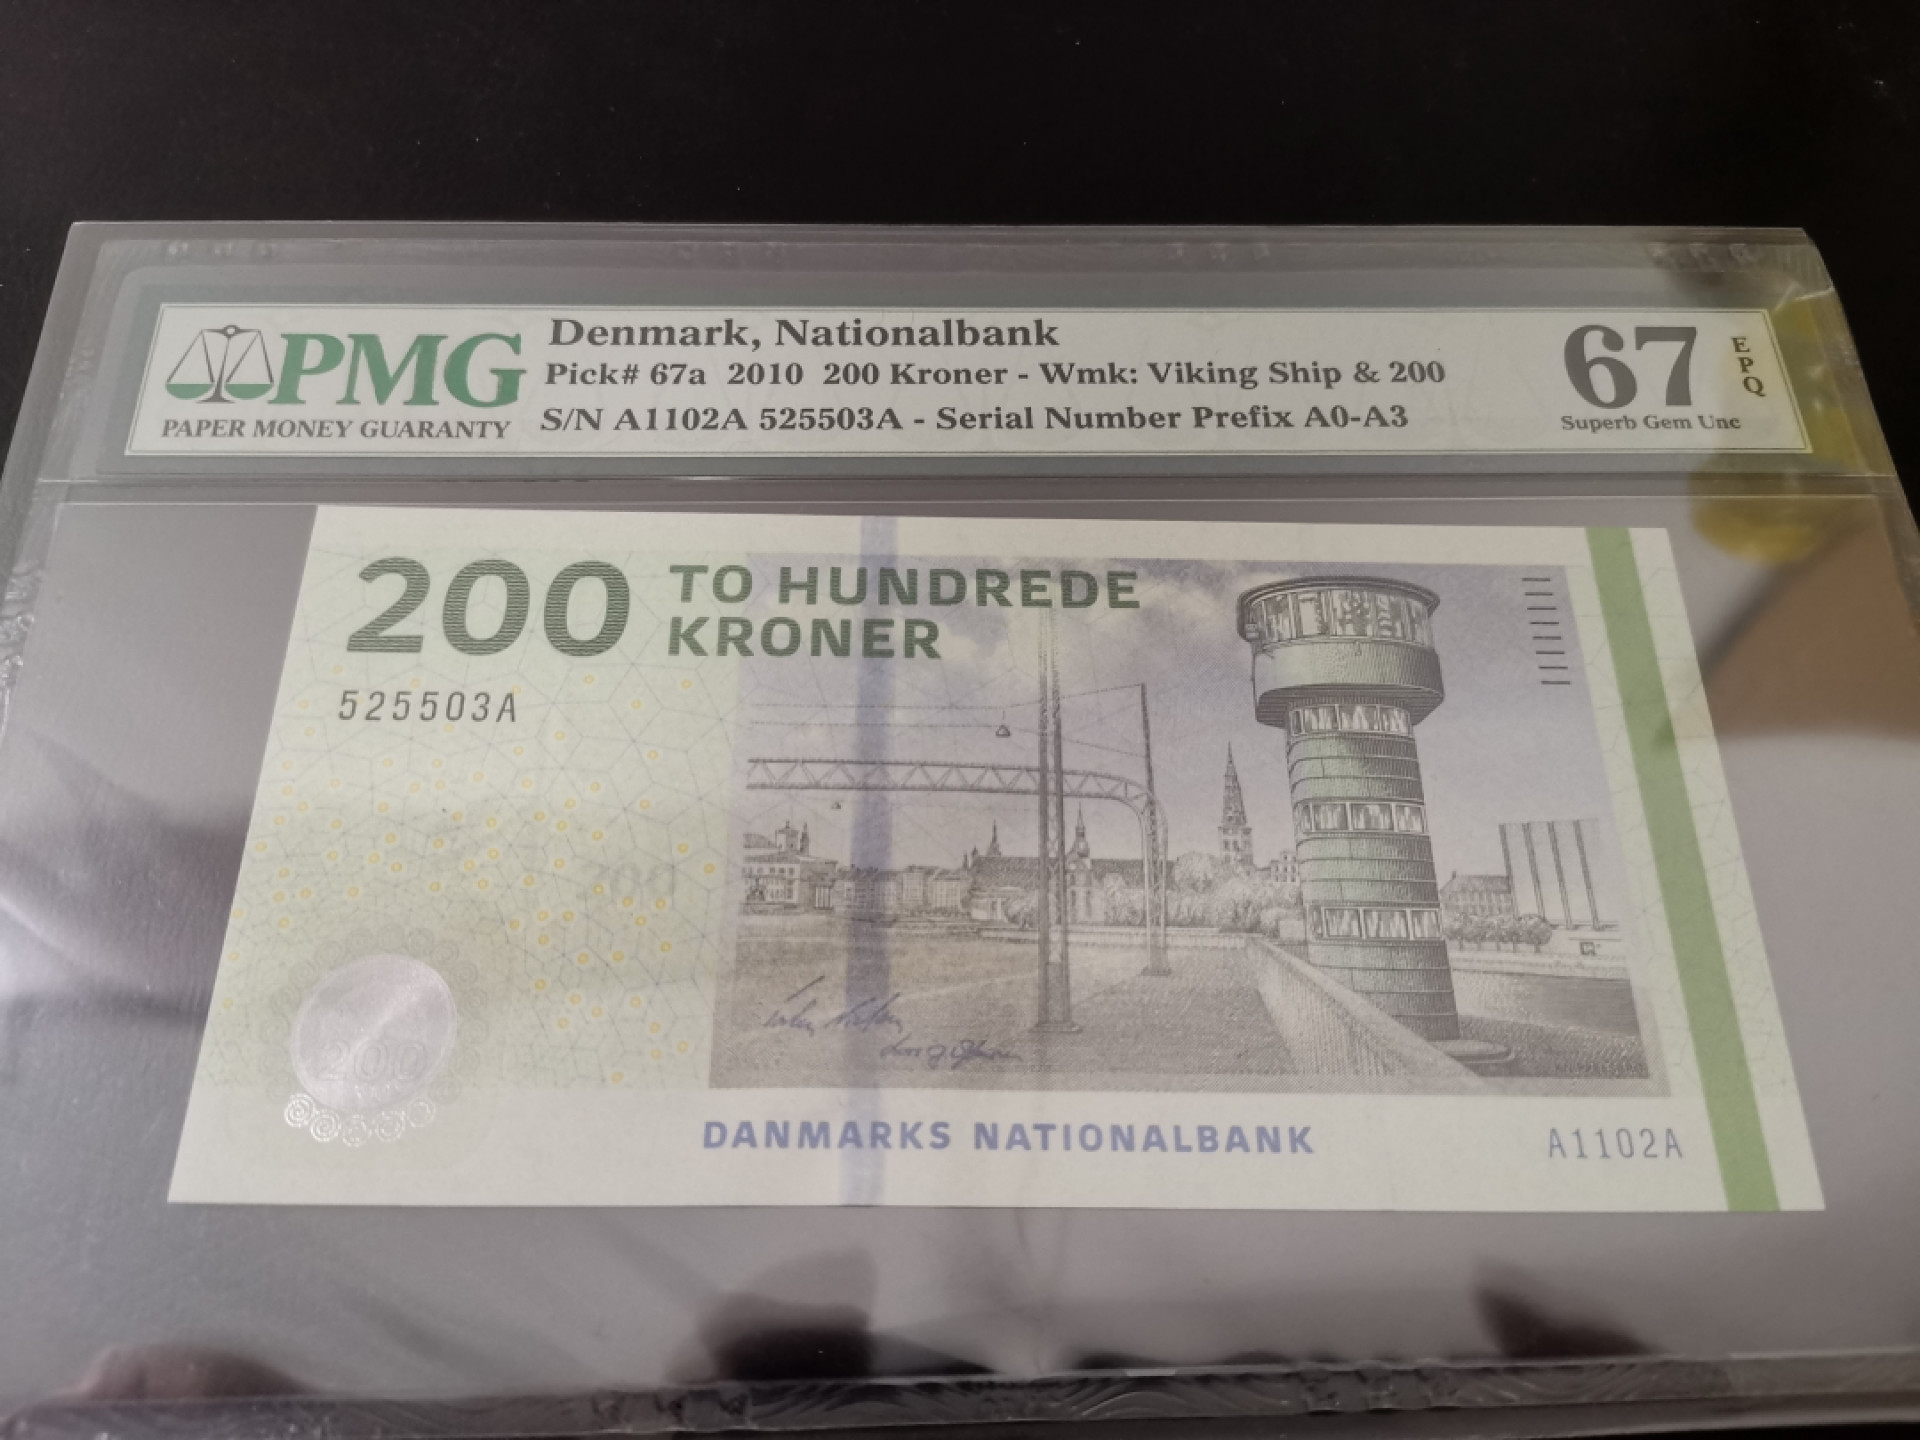 PMG
PAPER MONEY GUARANTY
Denmark, Nationalbank
Pick# 67a 2010 200 Kroner - Wmk: Viking Ship & 200
S/N A1102A 525503A - Serial Number Prefix A0-A3
67
EPQ
Superb Gem Unc
200 TO HUNDREDE
KRONER
525503A
200
200
DANMARKS NATIONALBANK
A1102A